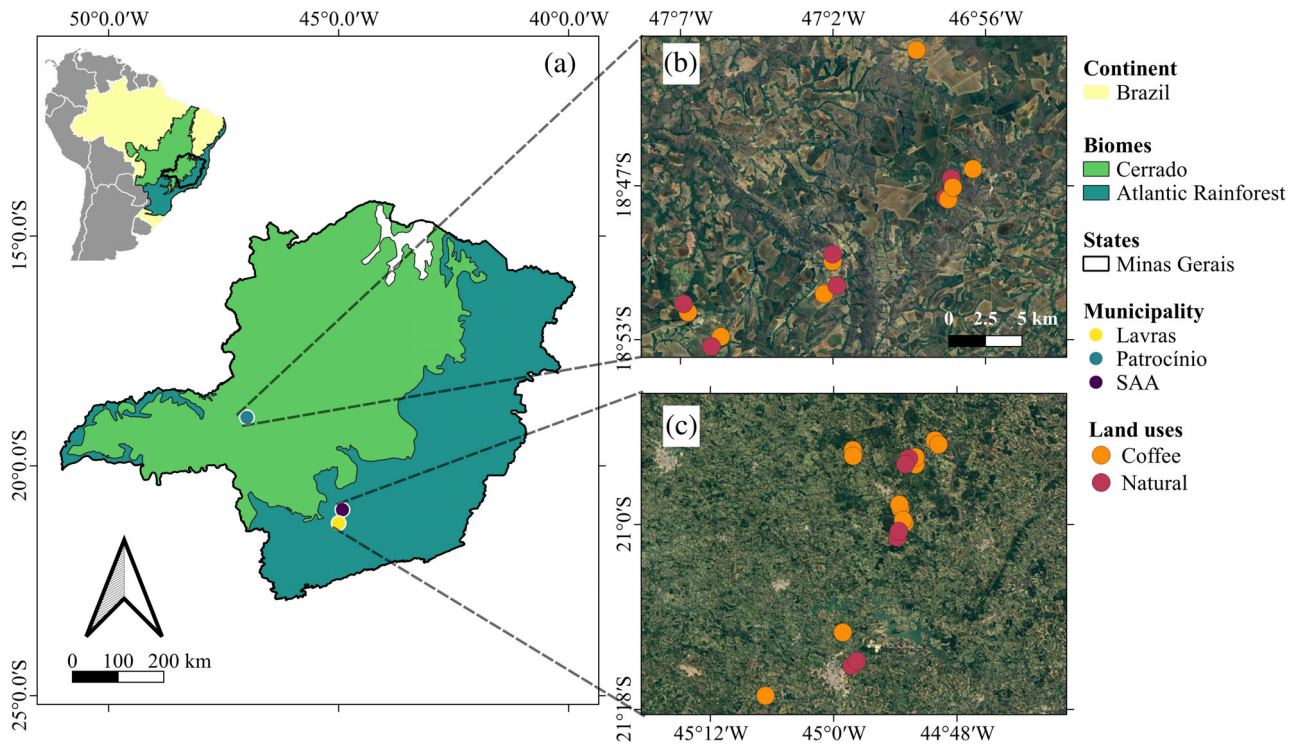 50°0.0′W 45°0.0′W 40°0.0′W
15°0.0′S
20°0.0′S
25°0.0′S
(a)
0 100 200 km
47°7′W 47°2′W 46°56′W
(b)
18°47′S
18°53′S
0 2.5 5 km
(c)
21°0′S
21°18′S
45°12′W 45°0′W 44°48′W
Continent
Brazil
Biomes
Cerrado
Atlantic Rainforest
States
Minas Gerais
Municipality
Lavras
Patrocínio
SAA
Land uses
Coffee
Natural